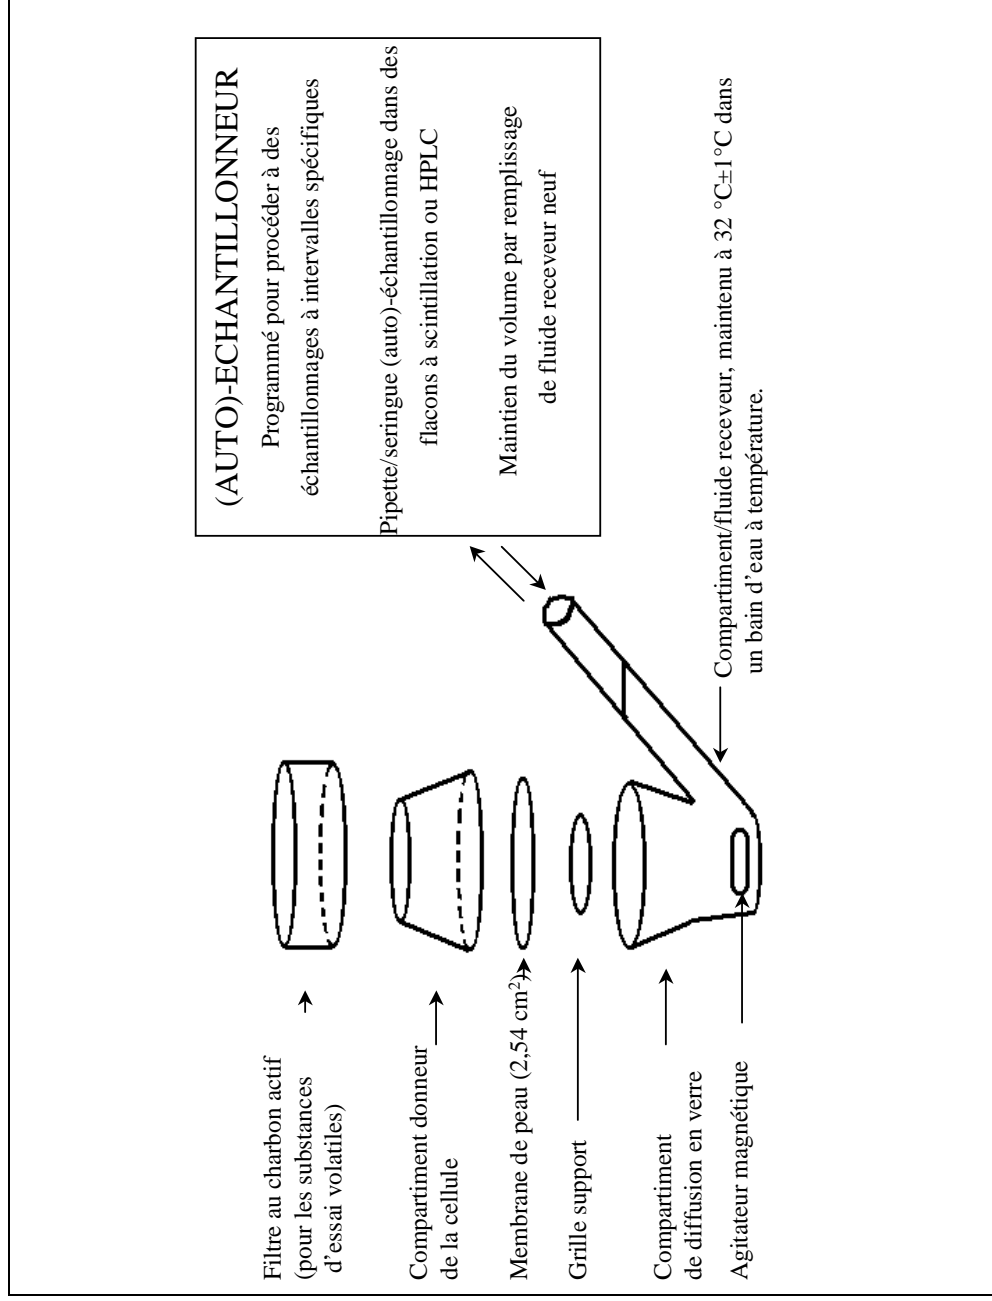 (AUTO)-ECHANTILLONNEUR
Programmé pour procéder à des
échantillonnages à intervalles spécifiques
Pipette/seringue (auto)-échantillonnage dans des
flacons à scintillation ou HPLC
Maintien du volume par remplissage
de fluide receveur neuf
Filtre au charbon actif
(pour les substances
d’essai volatiles)
Compartiment donneur
de la cellule
Membrane de peau (2,54 cm²)
Grille support
Compartiment
de diffusion en verre
Agitateur magnétique
Compartiment/fluide receveur, maintenu à 32 °C±1°C dans
un bain d’eau à température.